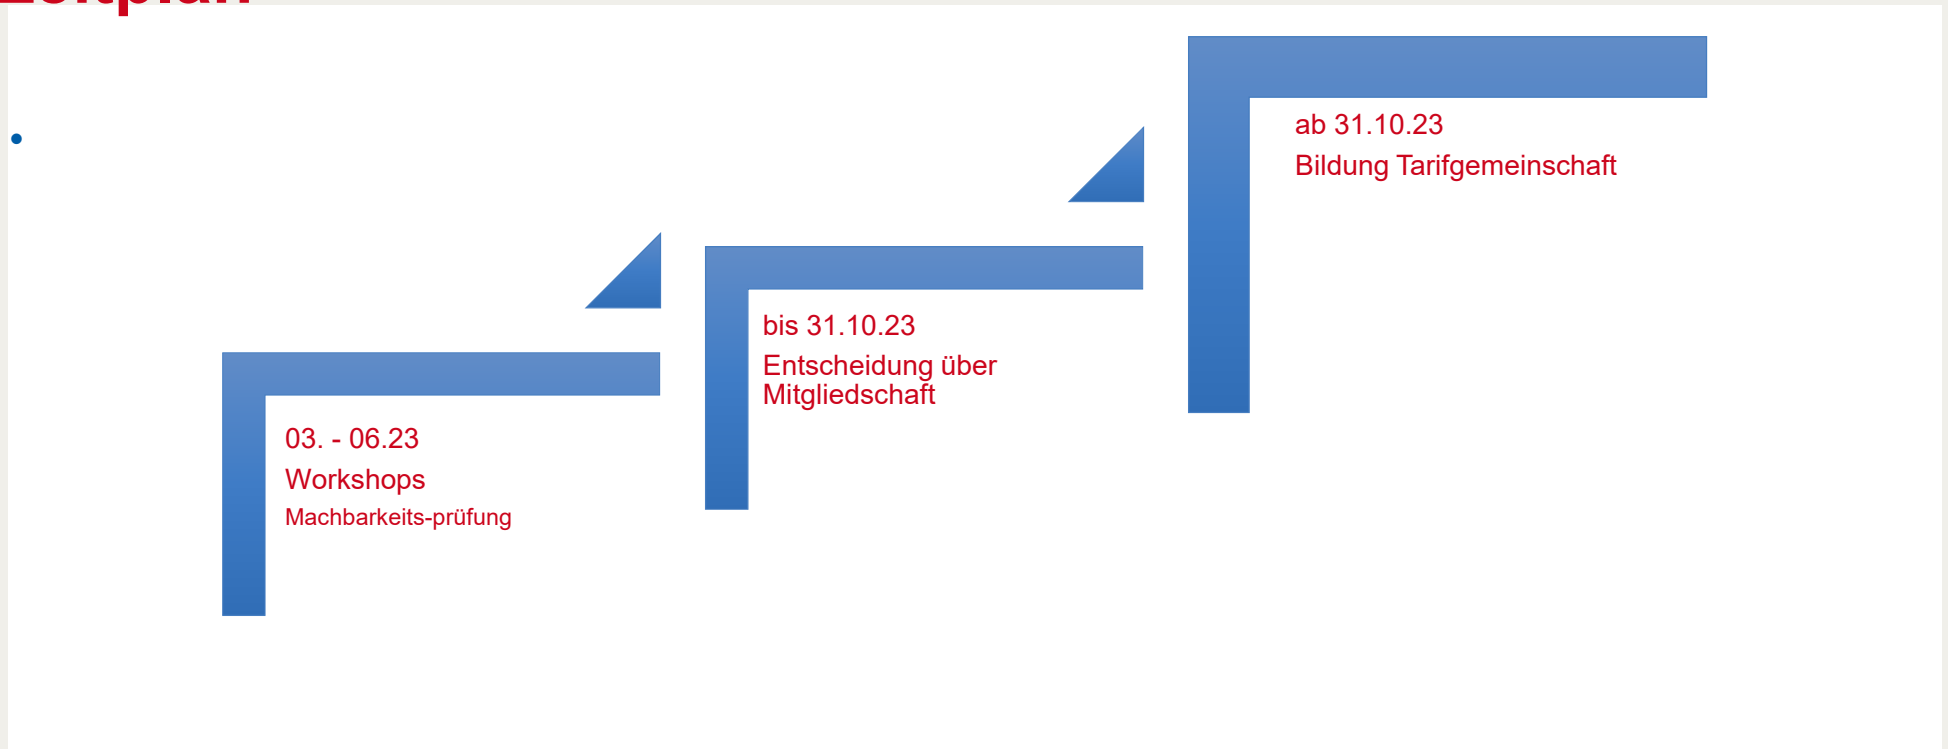 Zeitplan
•
03. - 06.23
Workshops
Machbarkeits-prüfung
bis 31.10.23
Entscheidung über
Mitgliedschaft
ab 31.10.23
Bildung Tarifgemeinschaft